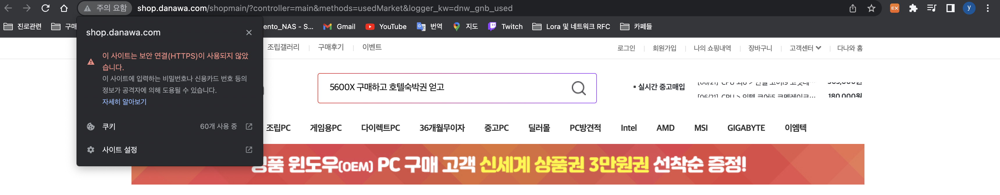 주의 요함
shop.danawa.com/shopmain/?controller=main&methods=usedMarket&logger_kw=dnw_gnb_used
EX
y
진로관련
구매
ento_NAS - S...
Gmail
YouTube
번역
지도
Twitch
Lora 및 네트워크 RFC
카페들
shop.danawa.com
이 사이트는 보안 연결(HTTPS)이 사용되지 않았
습니다.
이 사이트에 입력하는 비밀번호나 신용카드 번호 등의
정보가 공격자에 의해 도용될 수 있습니다.
자세히 알아보기
쿠키
60개 사용 중
사이트 설정
조립갤러리
구매후기
이벤트
로그인
회원가입
나의 쇼핑내역
장바구니
고객센터
다나와 홈
5600X 구매하고 호텔숙박권 얻고
• 실시간 중고매입
[06/21] CPU >
[06/21] CPU > 인텔 코어i5 코멧레이크…
180,000원
조립PC
게임용PC
다이렉트PC
36개월무이자
중고PC
딜러몰
PC방견적
Intel
AMD
MSI
GIGABYTE
이엠텍
정품 윈도우(OEM) PC 구매 고객 신세계 상품권 3만원권 선착순 증정!